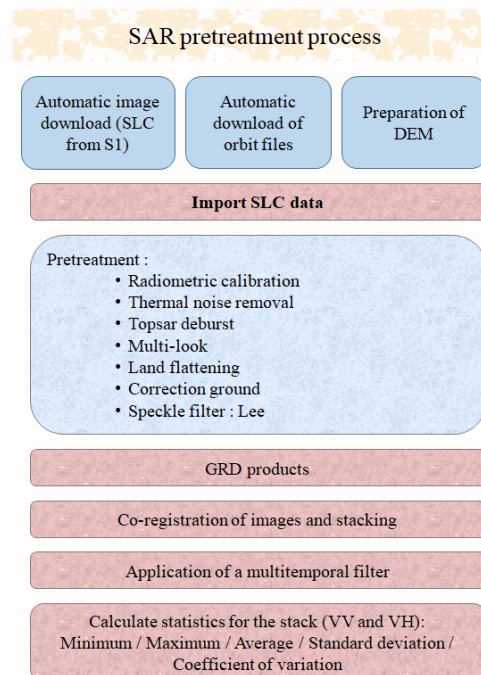 SAR pretreatment process
Automatic image
download (SLC
from S1)
Automatic
download of
orbit files
Preparation of
DEM
Import SLC data
Pretreatment :
• Radiometric calibration
• Thermal noise removal
• Topsar deburst
• Multi-look
• Land flattening
• Correction ground
• Speckle filter : Lee
GRD products
Co-registration of images and stacking
Application of a multitemporal filter
Calculate statistics for the stack (VV and VH):
Minimum / Maximum / Average / Standard deviation /
Coefficient of variation